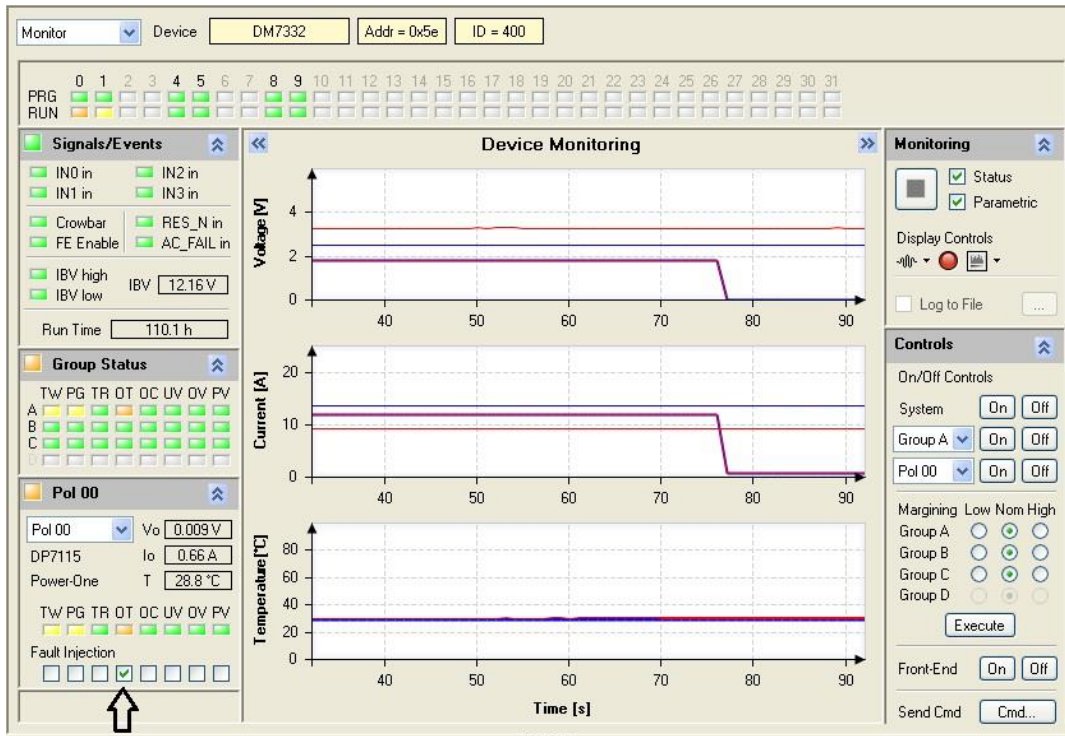 Monitor Device DM7332 Addr = 0x5e ID = 400
0 1 2 3 4 5 6 7 8 9 10 11 12 13 14 15 16 17 18 19 20 21 22 23 24 25 26 27 28 29 30 31
PRG
RUN
Signals/Events
IN0 in IN2 in
IN1 in IN3 in
Crowbar RES_N in
FE Enable AC_FAIL in
IBV high
IBV low
IBV 12.16 V
Run Time 110.1 h
Group Status
TW PG TR OT OC UV OV PV
A
B
C
D
Pol 00
Pol 00 Vo 0.009 V
DP7115 Io 0.66 A
Power-One T 28.8 °C
TW PG TR OT OC UV OV PV
Fault Injection
Device Monitoring
Voltage [V]
4
2
0
40 50 60 70 80 90
Current [A]
20
10
0
40 50 60 70 80 90
Temperature [°C]
80
60
40
20
0
40 50 60 70 80 90
Time [s]
Monitoring
Status
Parametric
Display Controls
Log to File ...
Controls
On/Off Controls
System On Off
Group A On Off
Pol 00 On Off
Margining Low Nom High
Group A
Group B
Group C
Group D
Execute
Front-End On Off
Send Cmd Cmd...